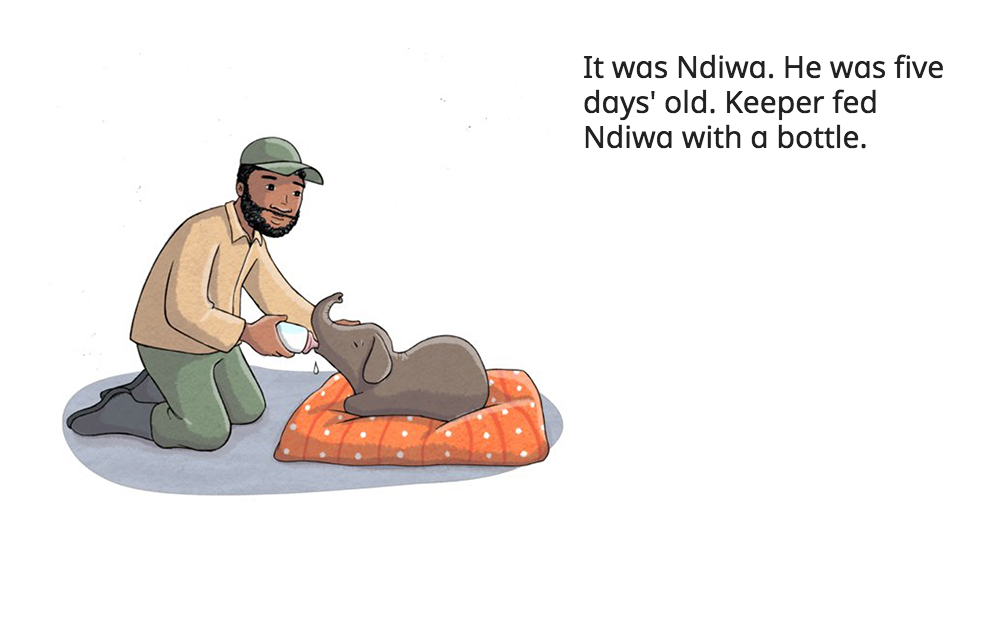 It was Ndiwa. He was five
days' old. Keeper fed
Ndiwa with a bottle.